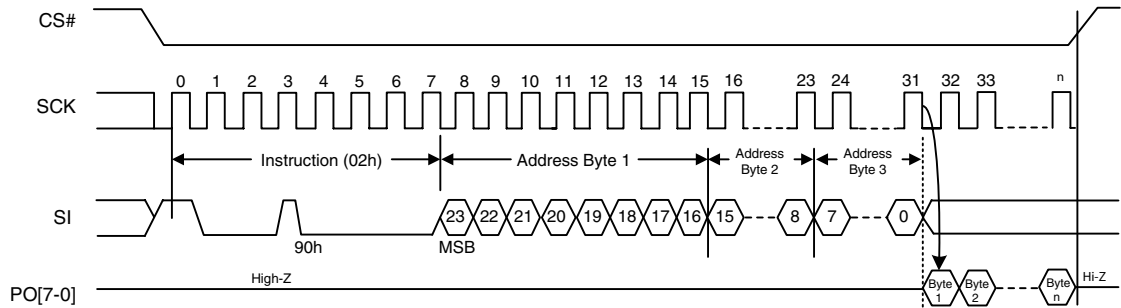 CS#
0 1 2 3 4 5 6 7 8 9 10 11 12 13 14 15 16 23 24 31 32 33 n
SCK
Instruction (02h) Address Byte 1 Address Byte 2 Address Byte 3
SI
23 22 21 20 19 18 17 16 15 8 7 0
90h MSB
High-Z Hi-Z
PO[7-0]
Byte 1 Byte 2 Byte n